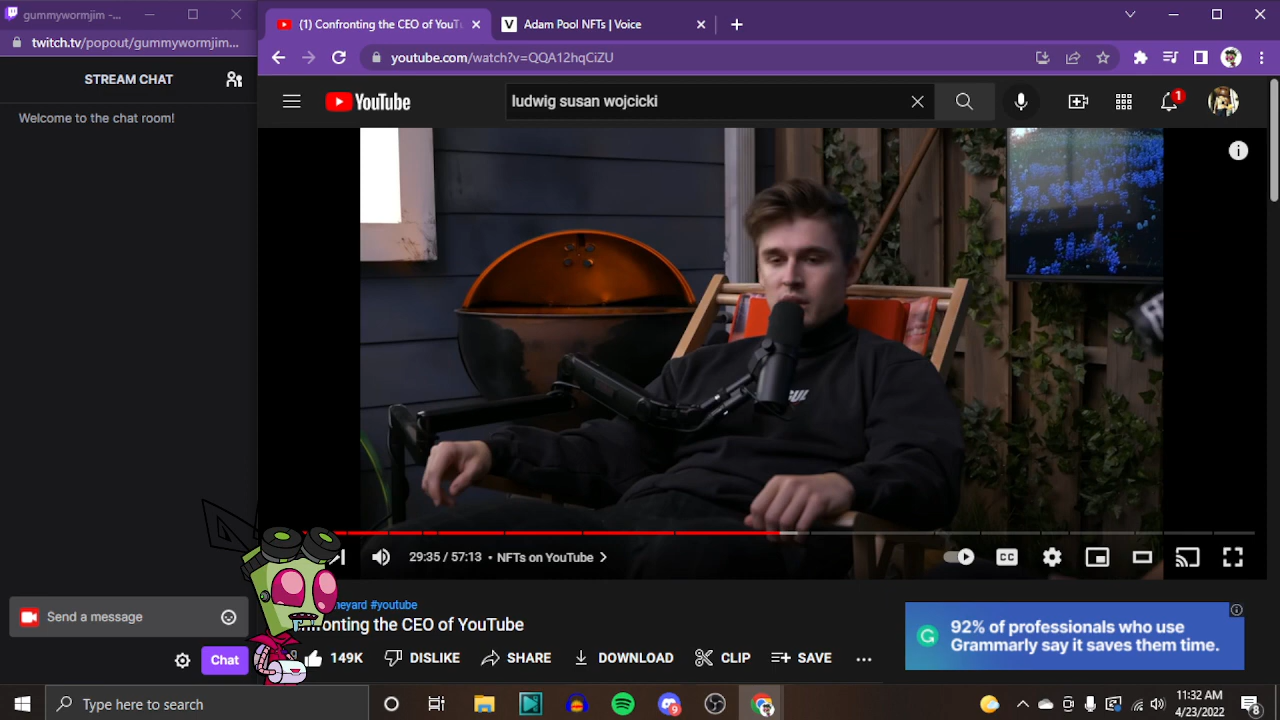 gummywormjim -...
twitch.tv/popout/gummywormjim...
STREAM CHAT
Welcome to the chat room!
Send a message
Chat
(1) Confronting the CEO of YouT
Adam Pool NFTs | Voice
youtube.com/watch?v=QQA12hqCiZU
YouTube
ludwig susan wojcicki
1
29:35 / 57:13 • NFTs on YouTube
CC
#youtube
Confronting the CEO of YouTube
149K
DISLIKE
SHARE
DOWNLOAD
CLIP
SAVE
92% of professionals who use
Grammarly say it saves them time.
Type here to search
9
11:32 AM
4/23/2022
8